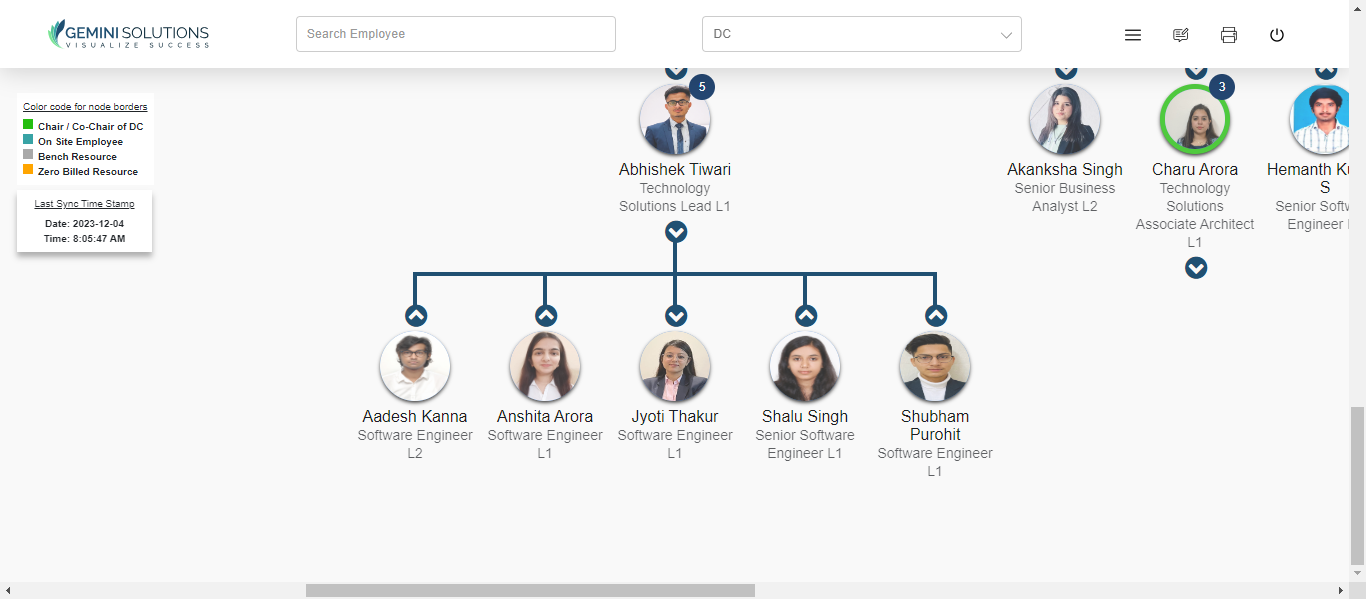 GEMINI SOLUTIONS
VISUALIZE SUCCESS
Search Employee
DC
Color code for node borders
Chair / Co-Chair of DC
On Site Employee
Bench Resource
Zero Billed Resource
Last Sync Time Stamp
Date: 2023-12-04
Time: 8:05:47 AM
5
Abhishek Tiwari
Technology
Solutions Lead L1
Akanksha Singh
Senior Business
Analyst L2
3
Charu Arora
Technology
Solutions
Associate Architect
L1
Hemanth
S
Senior
Engineer
Aadesh Kanna
Software Engineer
L2
Anshita Arora
Software Engineer
L1
Jyoti Thakur
Software Engineer
L1
Shalu Singh
Senior Software
Engineer L1
Shubham
Purohit
Software Engineer
L1